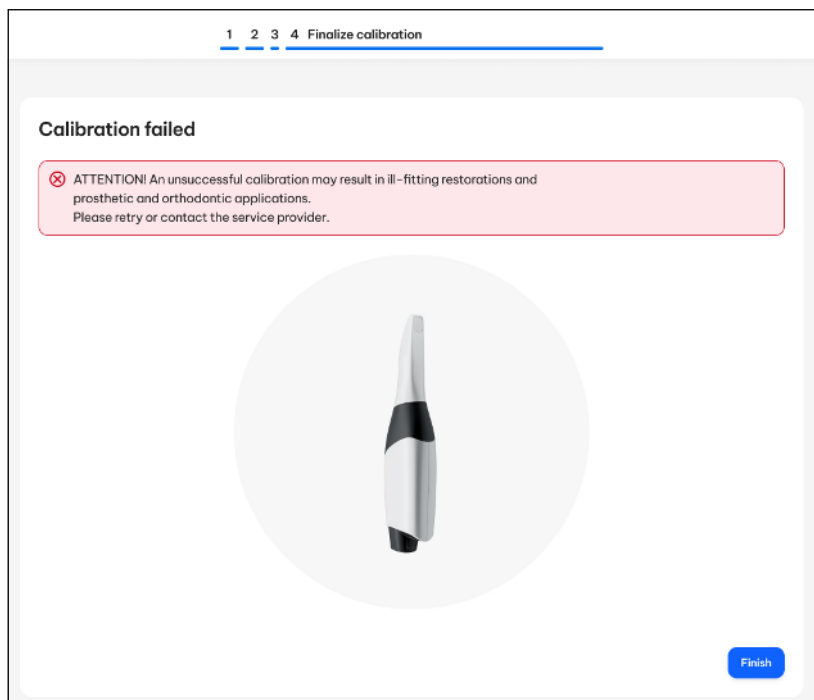 1 2 3 4 Finalize calibration
Calibration failed
ATTENTION! An unsuccessful calibration may result in ill-fitting restorations and
prosthetic and orthodontic applications.
Please retry or contact the service provider.
Finish